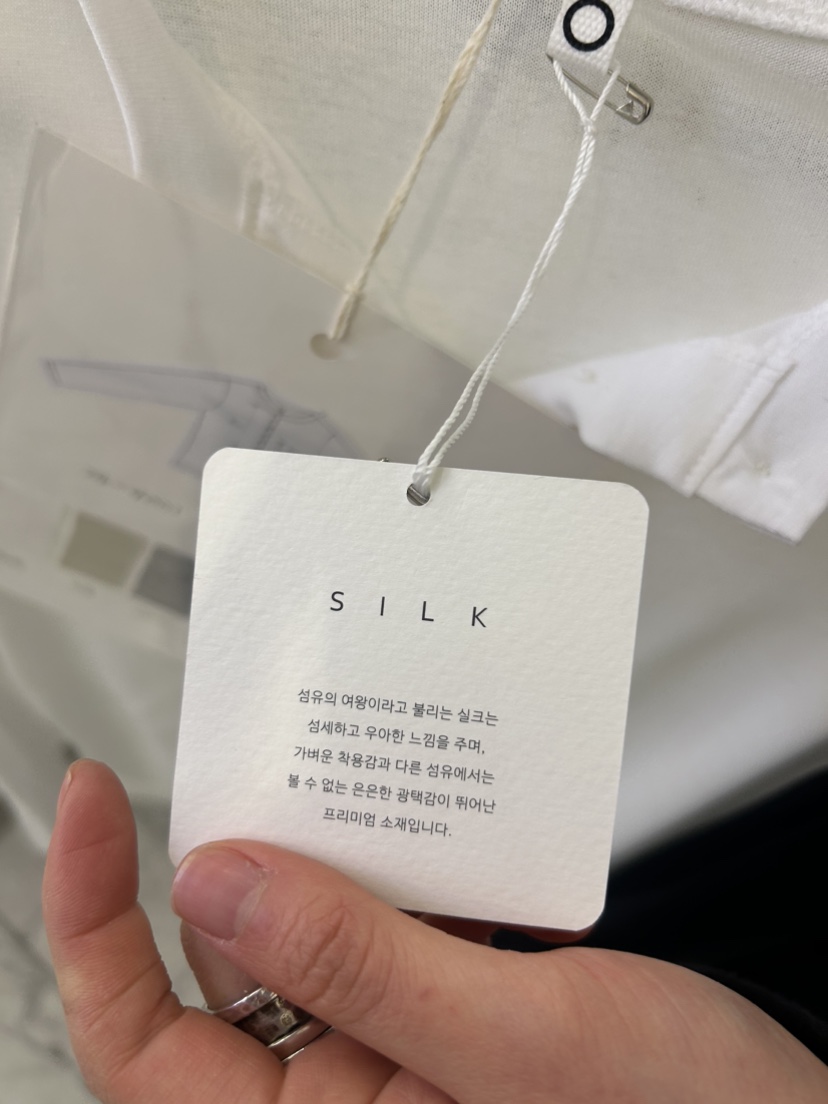 O
S I L K
섬유의 여왕이라고 불리는 실크는
섬세하고 우아한 느낌을 주며,
가벼운 착용감과 다른 섬유에서는
볼 수 없는 은은한 광택감이 뛰어난
프리미엄 소재입니다.